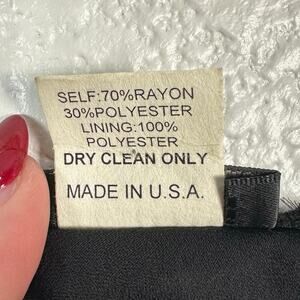 SELF:70%RAYON
30%POLYESTER
LINING:100%
POLYESTER
DRY CLEAN ONLY
MADE IN U.S.A.